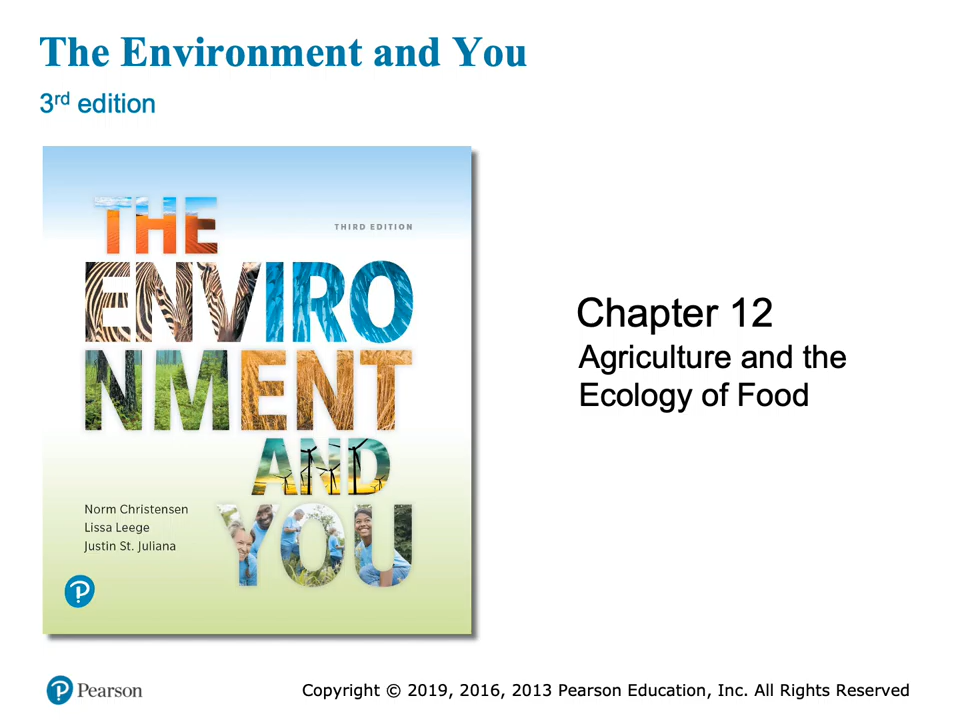 The Environment and You
3rd edition
THE
THIRD EDITION
ENVIRO
NMENT
AND
YOU
Norm Christensen
Lissa Leege
Justin St. Juliana
P
Chapter 12
Agriculture and the
Ecology of Food
P Pearson
Copyright © 2019, 2016, 2013 Pearson Education, Inc. All Rights Reserved